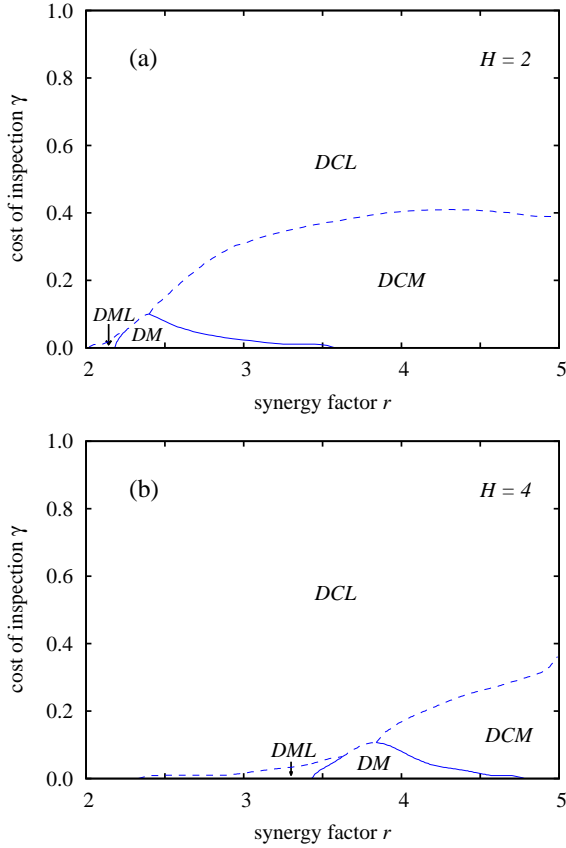 1.0
(a)
H = 2
0.8
cost of inspection γ
0.6
DCL
0.4
DCM
0.2
DML
DM
0.0
2
3
4
5
synergy factor r
1.0
(b)
H = 4
0.8
cost of inspection γ
0.6
DCL
0.4
0.2
DML
DM
DCM
0.0
2
3
4
5
synergy factor r